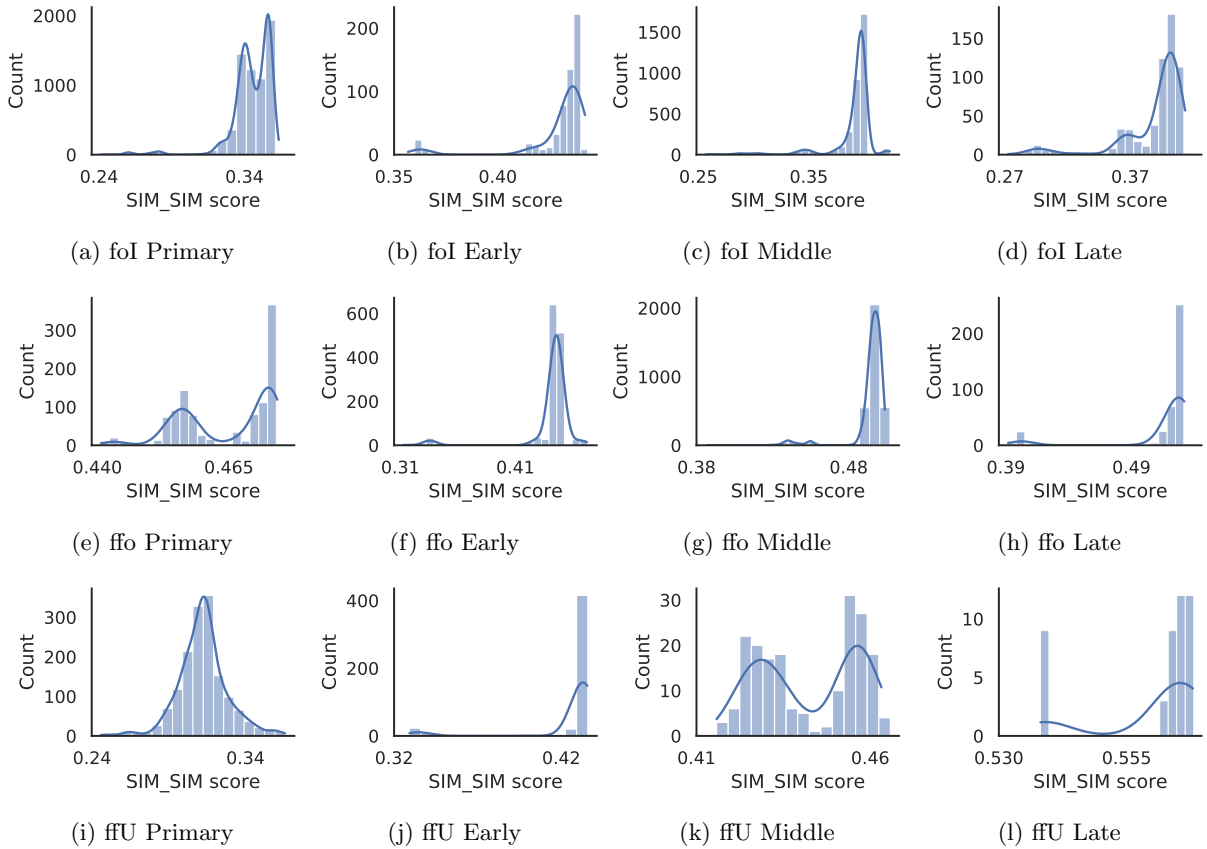 2000
1000
0
Count
0.24 0.34
SIM_SIM score
(a) foI Primary
200
100
0
Count
0.35 0.40
SIM_SIM score
(b) foI Early
1500
1000
500
0
Count
0.25 0.35
SIM_SIM score
(c) foI Middle
150
100
50
0
Count
0.27 0.37
SIM_SIM score
(d) foI Late
300
200
100
0
Count
0.440 0.465
SIM_SIM score
(e) ffo Primary
600
400
200
0
Count
0.31 0.41
SIM_SIM score
(f) ffo Early
2000
1000
0
Count
0.38 0.48
SIM_SIM score
(g) ffo Middle
200
100
0
Count
0.39 0.49
SIM_SIM score
(h) ffo Late
300
200
100
0
Count
0.24 0.34
SIM_SIM score
(i) ffU Primary
400
200
0
Count
0.32 0.42
SIM_SIM score
(j) ffU Early
30
20
10
0
Count
0.41 0.46
SIM_SIM score
(k) ffU Middle
10
5
0
Count
0.530 0.555
SIM_SIM score
(l) ffU Late